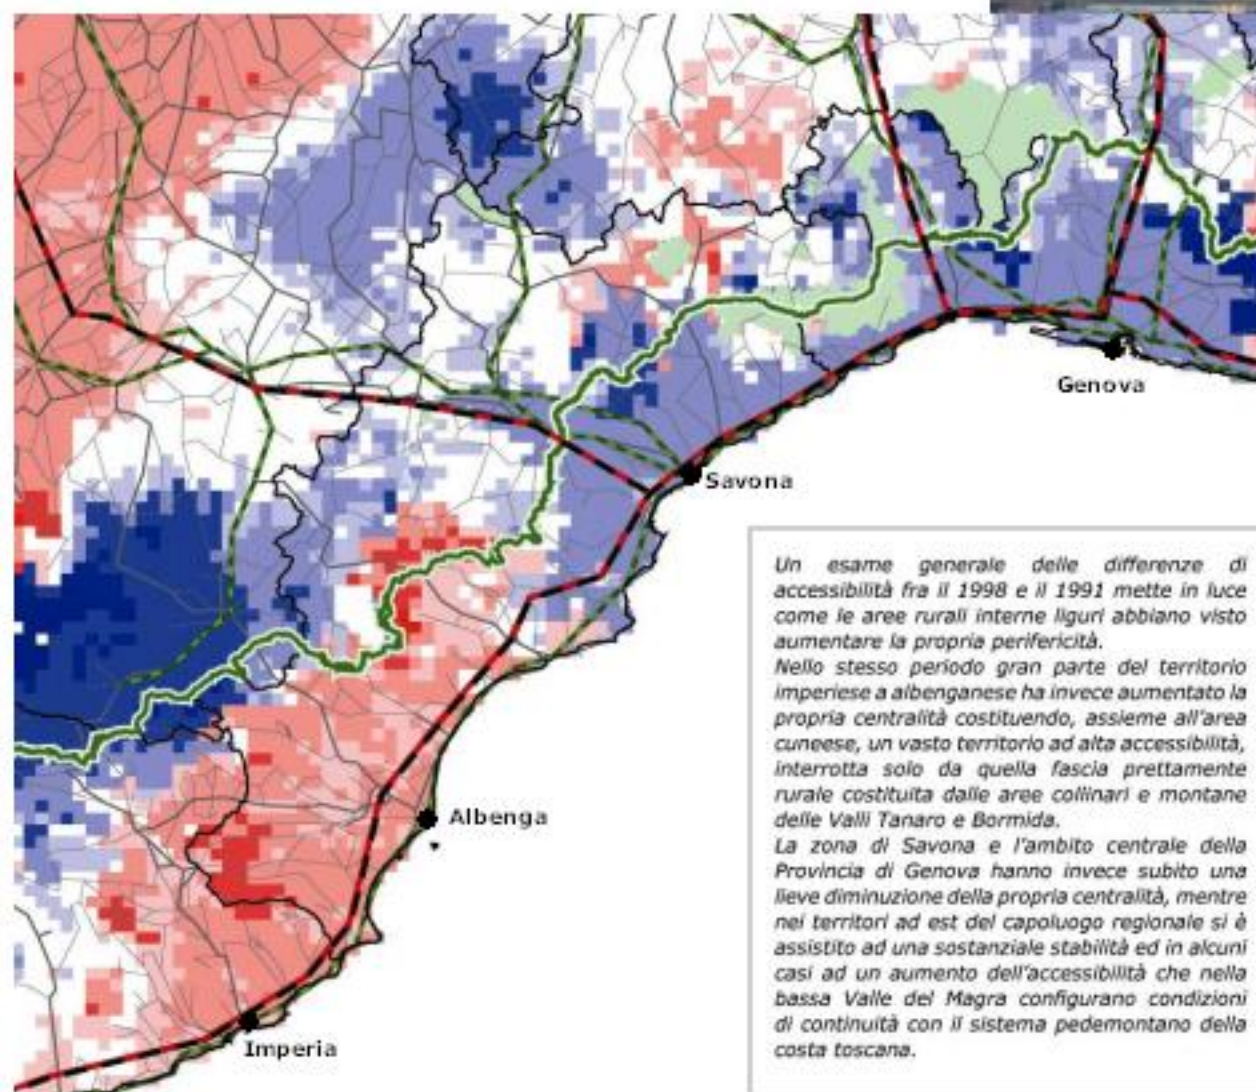 Genova
Savona
Un esame generale delle differenze di
accessibilità fra il 1998 e il 1991 mette in luce
come le aree rurali interne liguri abbiano visto
aumentare la propria perifericità.
Nello stesso periodo gran parte del territorio
imperiese a albenganese ha invece aumentato la
propria centralità costituendo, assieme all'area
cuneese, un vasto territorio ad alta accessibilità,
interrotta solo da quella fascia prettamente
rurale costituita dalle aree collinari e montane
delle Valli Tanaro e Bormida.
La zona di Savona e l'ambito centrale della
Provincia di Genova hanno invece subito una
lieve diminuzione della propria centralità, mentre
nei territori ad est del capoluogo regionale si è
assistito ad una sostanziale stabilità ed in alcuni
casi ad un aumento dell'accessibilità che nella
bassa Valle del Magra configurano condizioni
di continuità con il sistema pedemontano della
costa toscana.
Albenga
Imperia